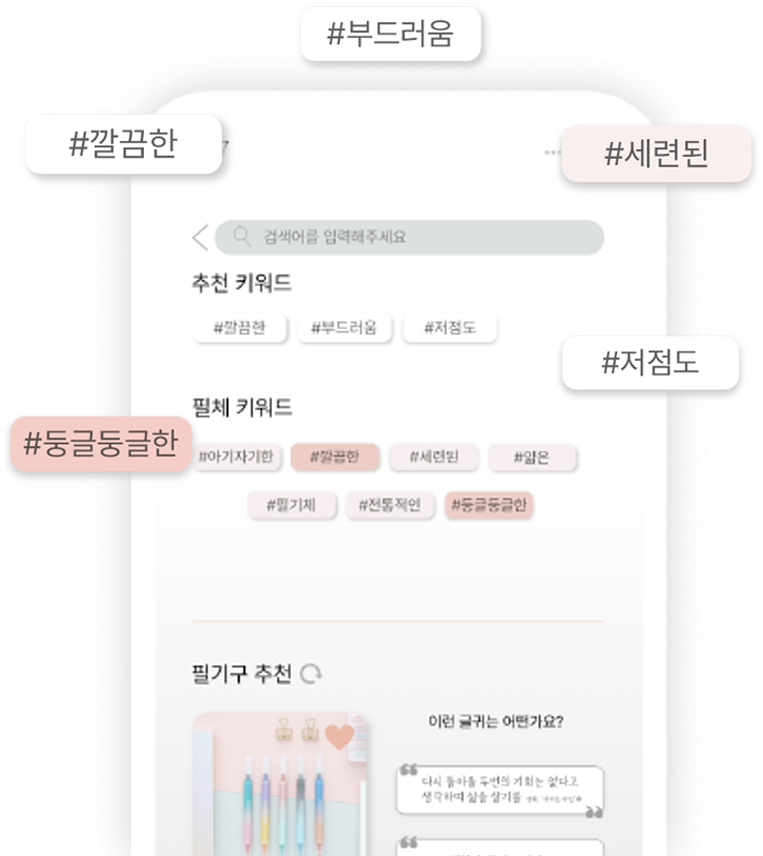 #부드러움
#깔끔한
#세련된
검색어를 입력해주세요
추천 키워드
#깔끔한 #부드러움 #저점도
#저점도
필체 키워드
#둥글둥글한
#아기자기한 #깔끔한 #세련된 #얇은
#필기체 #전통적인 #둥글둥글한
필기구 추천
이런 글귀는 어떤가요?
다시 돌아올 두번의 기회는 없다고
생각하며 삶을 살기를